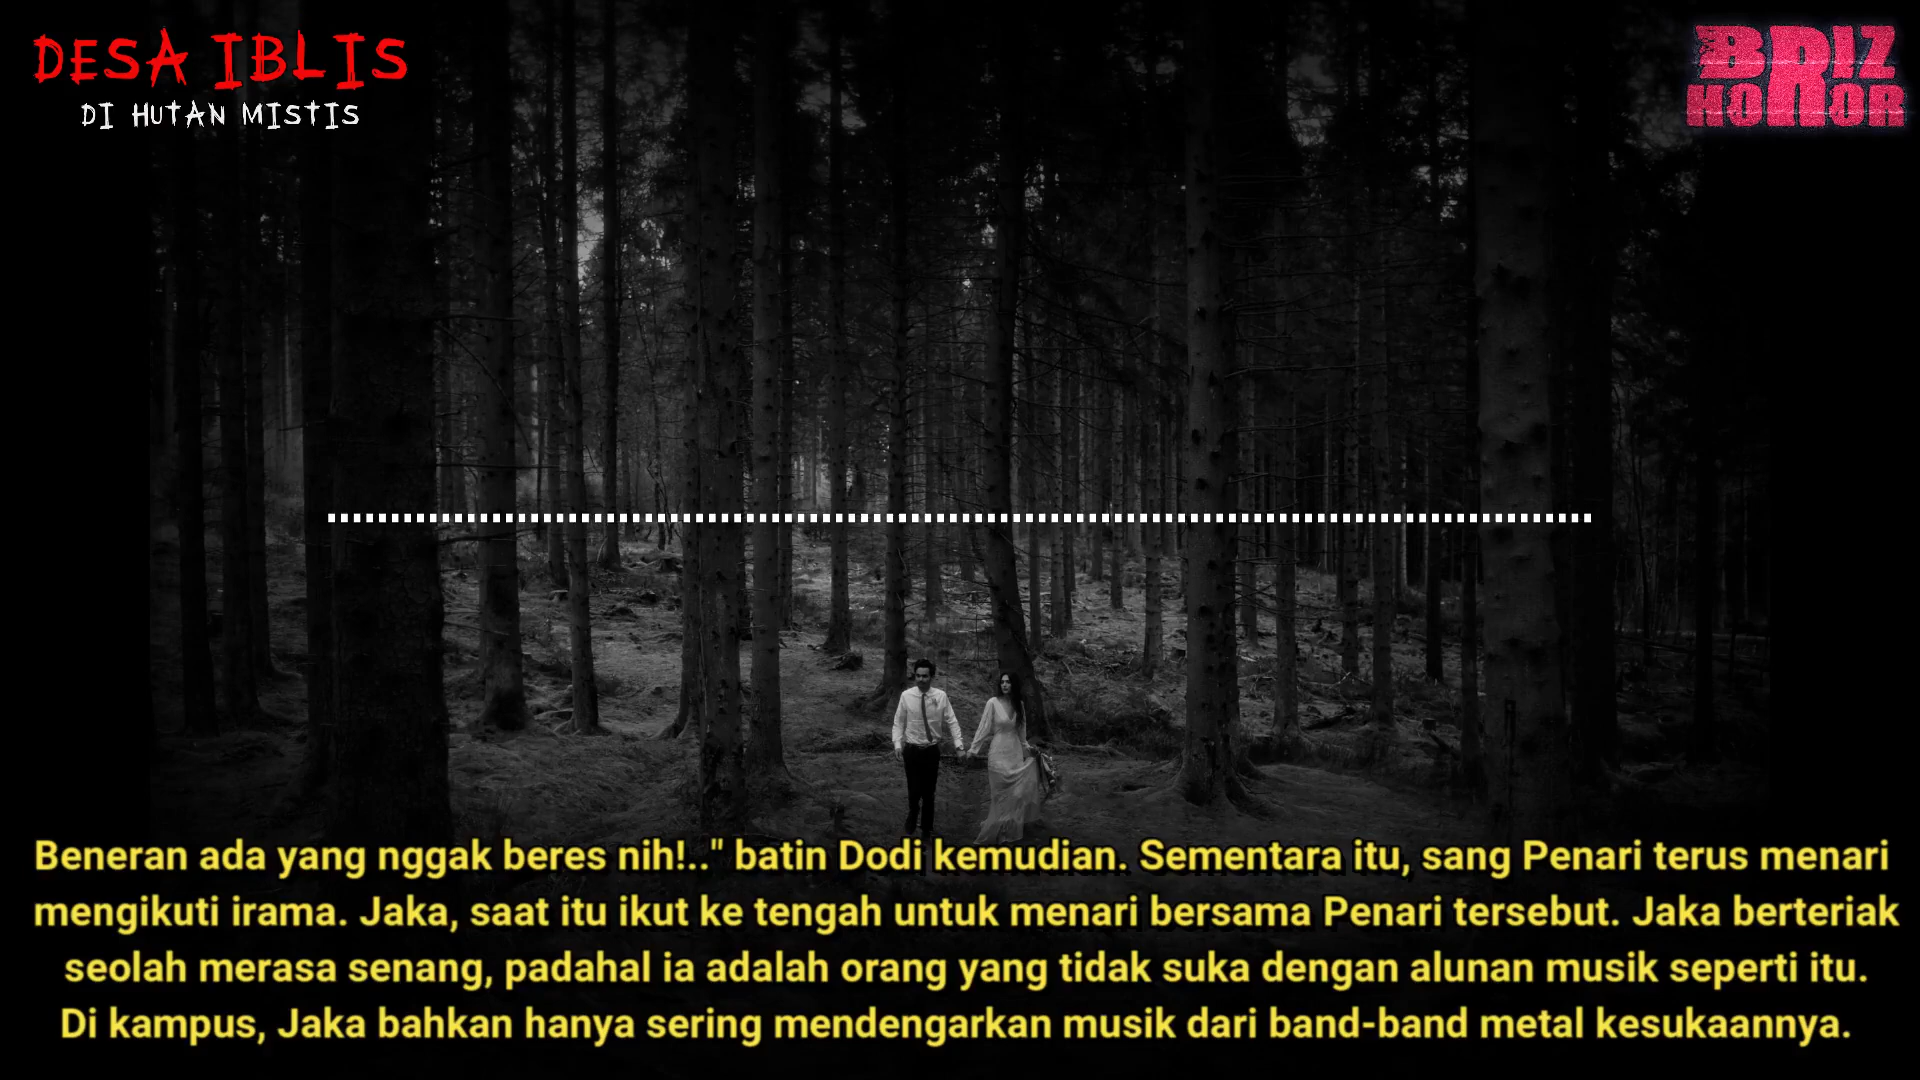 DESA IBLIS
DI HUTAN MISTIS
BRIZ
HORROR
Beneran ada yang nggak beres nih!.." batin Dodi kemudian. Sementara itu, sang Penari terus menari
mengikuti irama. Jaka, saat itu ikut ke tengah untuk menari bersama Penari tersebut. Jaka berteriak
seolah merasa senang, padahal ia adalah orang yang tidak suka dengan alunan musik seperti itu.
Di kampus, Jaka bahkan hanya sering mendengarkan musik dari band-band metal kesukaannya.